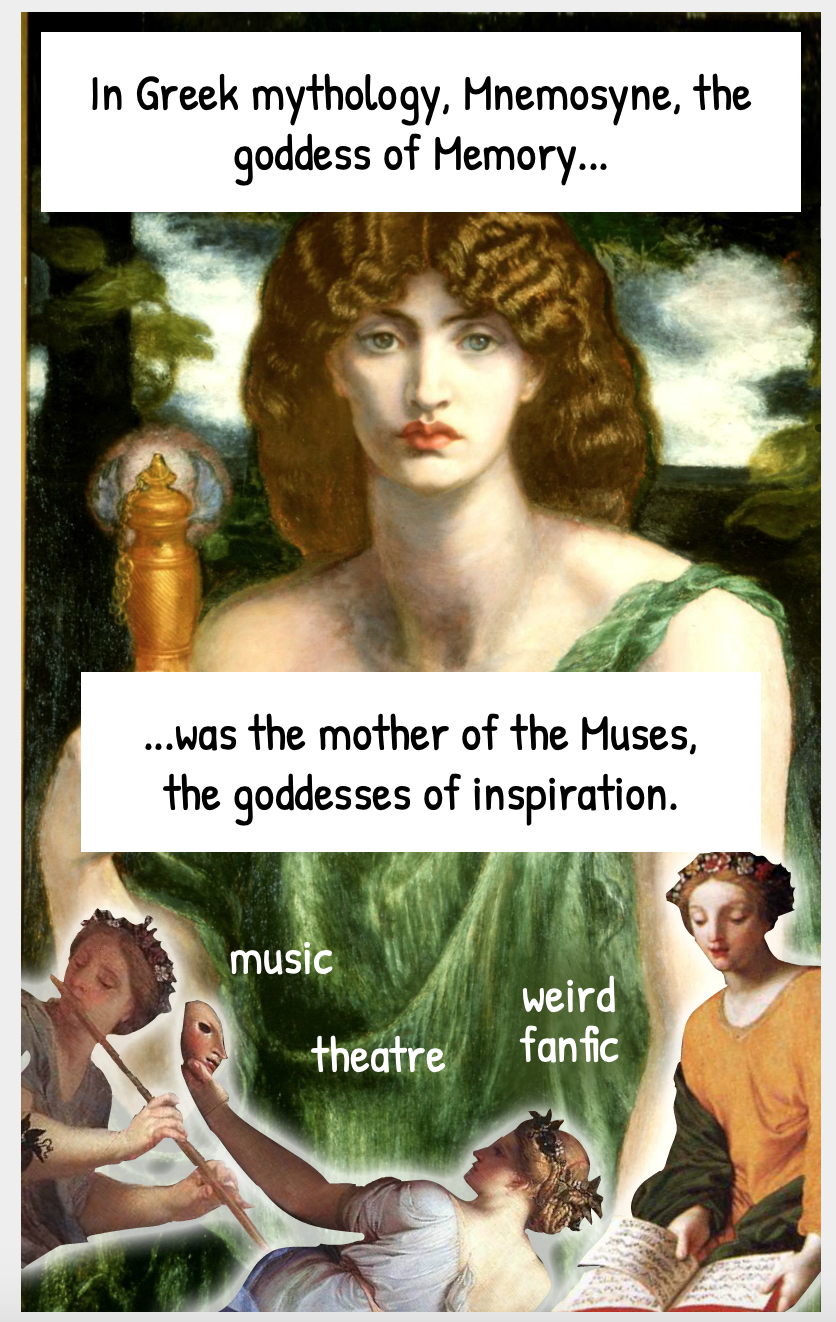 In Greek mythology, Mnemosyne, the
goddess of Memory...
...was the mother of the Muses,
the goddesses of inspiration.
music
weird
fanfic
theatre